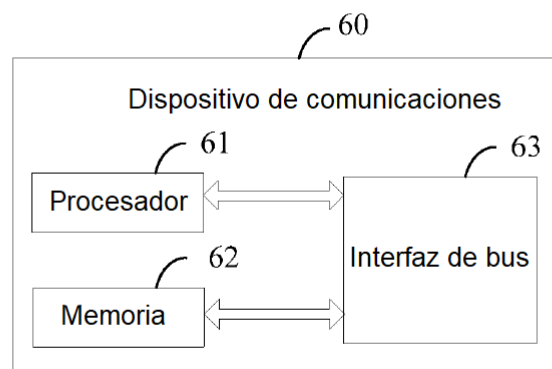 60
Dispositivo de comunicaciones
61
63
Procesador
Interfaz de bus
62
Memoria